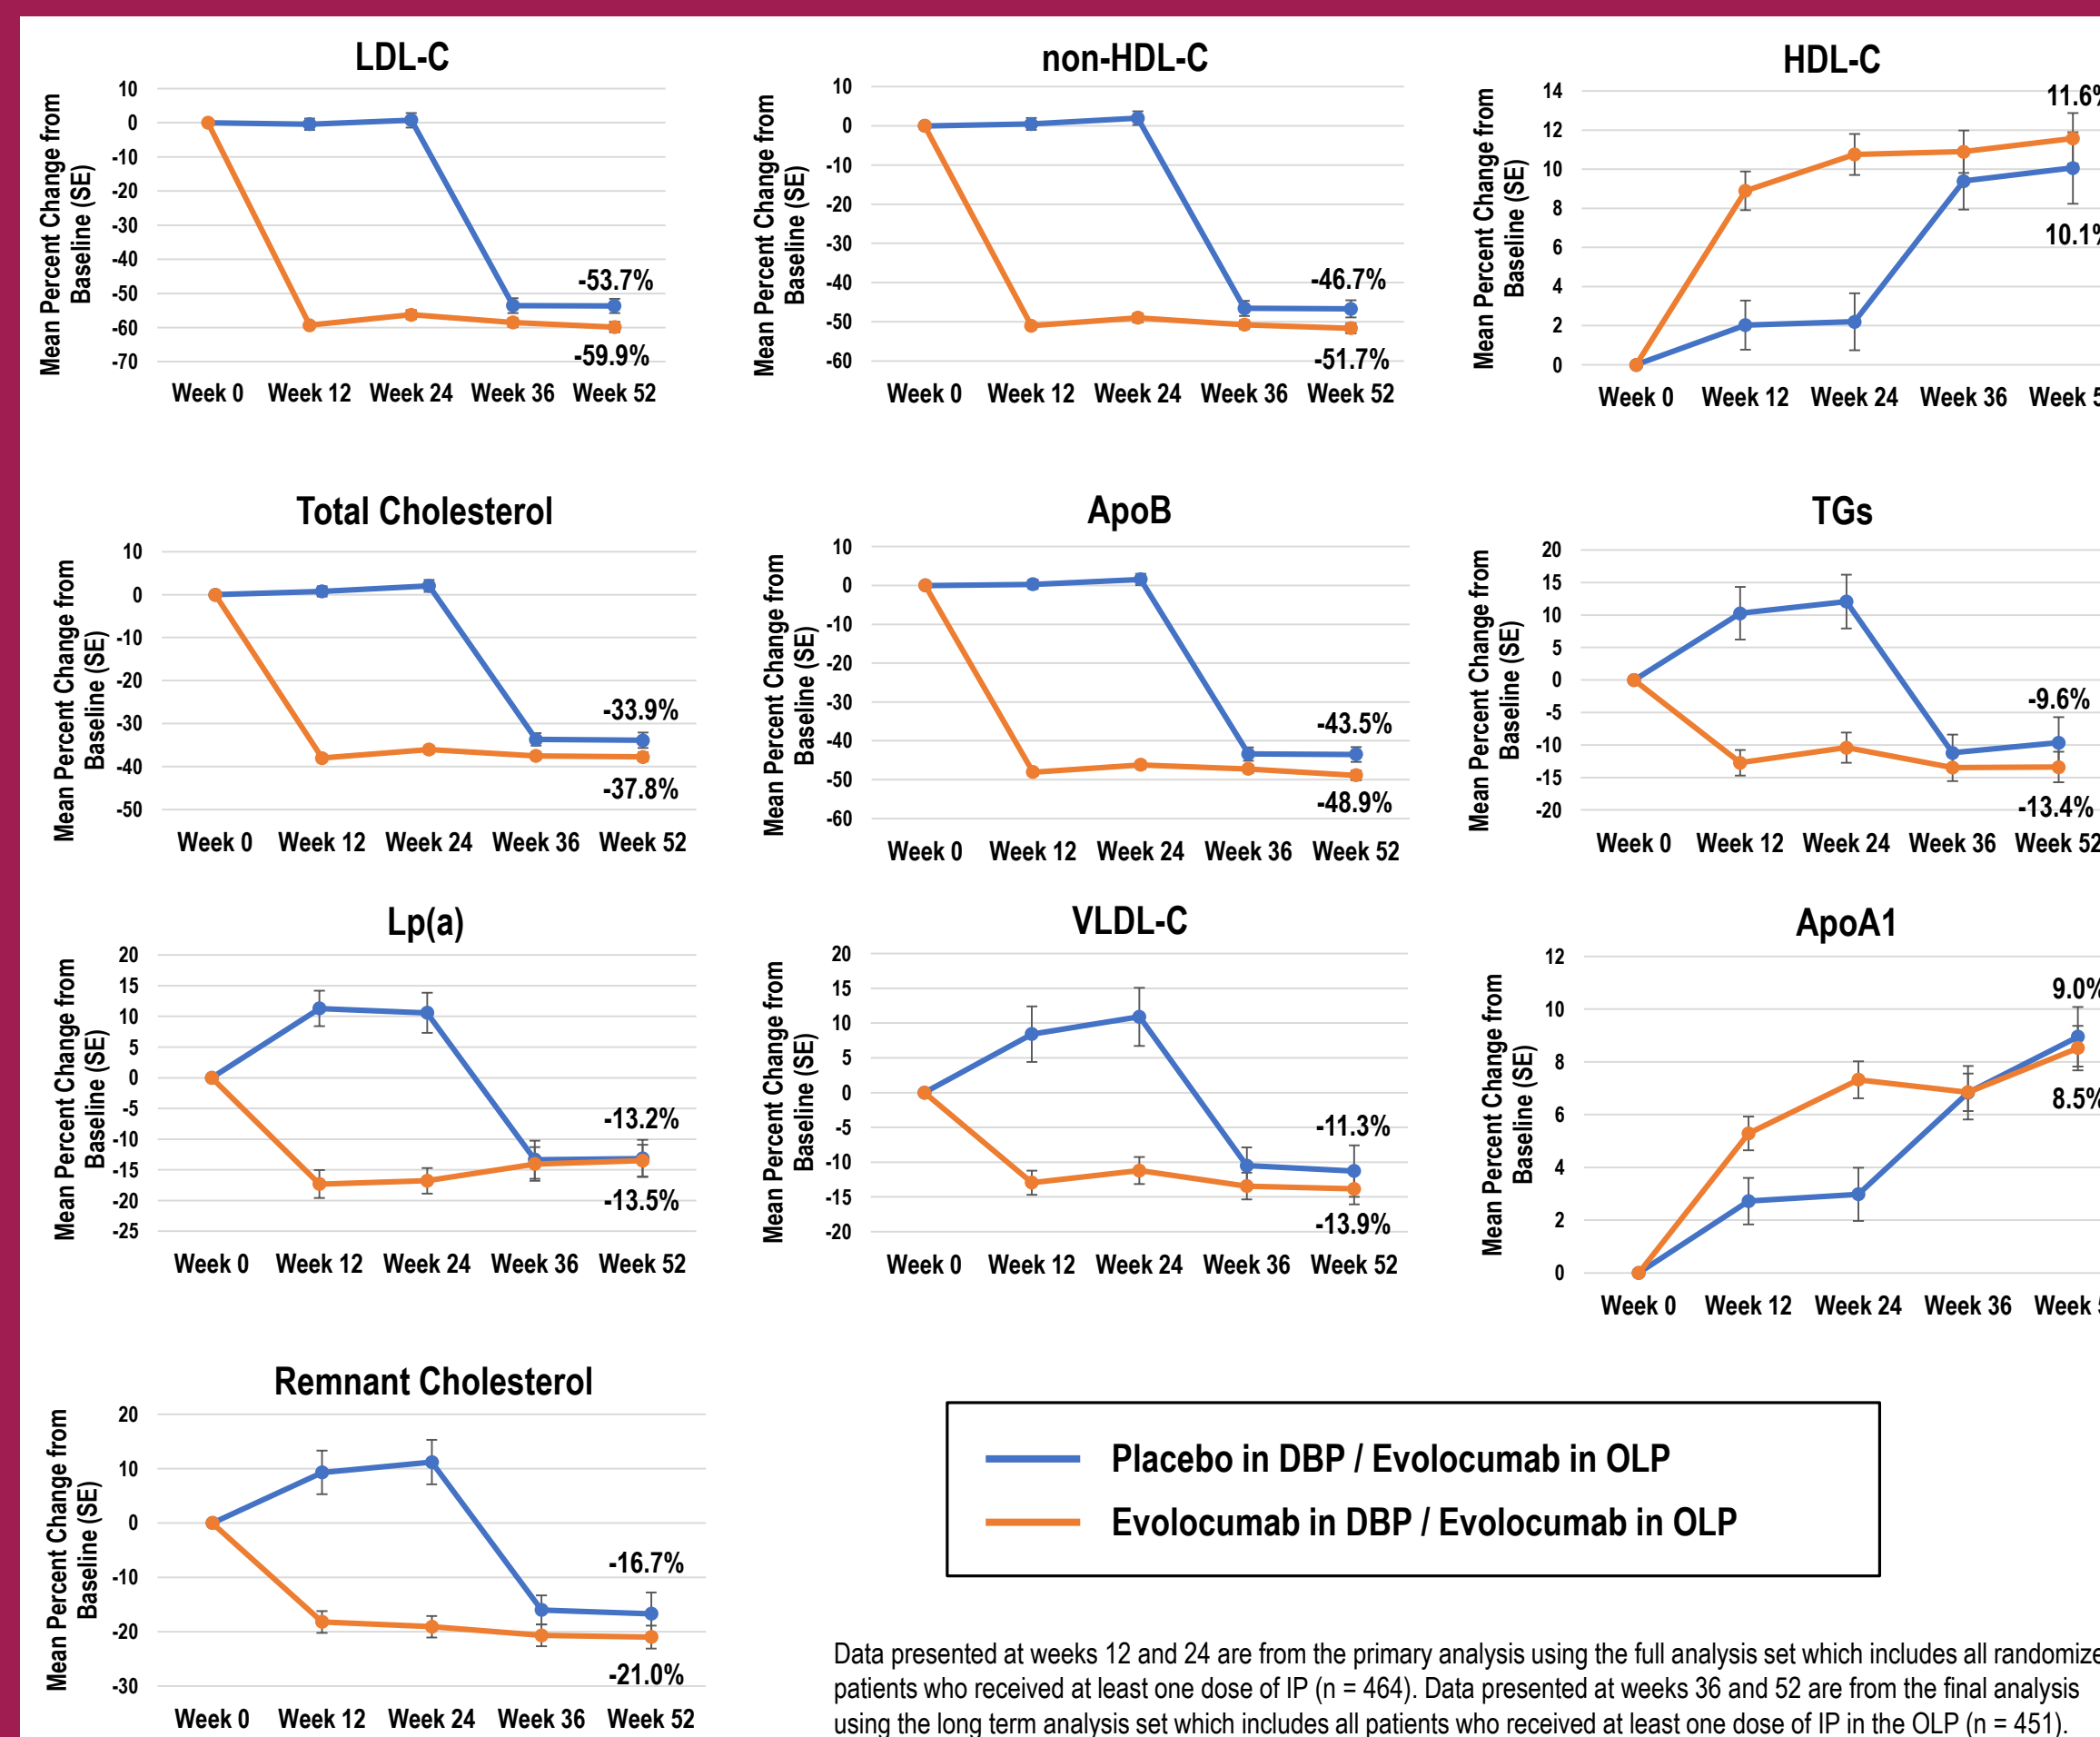 LDL-C
Mean Percent Change from
Baseline (SE)
10
0
-10
-20
-30
-40
-50
-60
-70
-53.7%
-59.9%
Week 0 Week 12 Week 24 Week 36 Week 52
non-HDL-C
Mean Percent Change from
Baseline (SE)
10
0
-10
-20
-30
-40
-50
-60
-46.7%
-51.7%
Week 0 Week 12 Week 24 Week 36 Week 52
HDL-C
Mean Percent Change from
Baseline (SE)
14
12
10
8
6
4
2
0
11.6%
10.1%
Week 0 Week 12 Week 24 Week 36 Week 5
Total Cholesterol
Mean Percent Change from
Baseline (SE)
10
0
-10
-20
-30
-40
-50
-33.9%
-37.8%
Week 0 Week 12 Week 24 Week 36 Week 52
ApoB
Mean Percent Change from
Baseline (SE)
10
0
-10
-20
-30
-40
-50
-60
-43.5%
-48.9%
Week 0 Week 12 Week 24 Week 36 Week 52
TGs
Mean Percent Change from
Baseline (SE)
20
15
10
5
0
-5
-10
-15
-20
-9.6%
-13.4%
Week 0 Week 12 Week 24 Week 36 Week 52
Lp(a)
Mean Percent Change from
Baseline (SE)
20
15
10
5
0
-5
-10
-15
-20
-25
-13.2%
-13.5%
Week 0 Week 12 Week 24 Week 36 Week 52
VLDL-C
Mean Percent Change from
Baseline (SE)
20
15
10
5
0
-5
-10
-15
-20
-11.3%
-13.9%
Week 0 Week 12 Week 24 Week 36 Week 52
ApoA1
Mean Percent Change from
Baseline (SE)
12
10
8
6
4
2
0
9.0%
8.5%
Week 0 Week 12 Week 24 Week 36 Week
Remnant Cholesterol
Mean Percent Change from
Baseline (SE)
20
10
0
-10
-20
-30
-16.7%
-21.0%
Week 0 Week 12 Week 24 Week 36 Week 52
Placebo in DBP / Evolocumab in OLP
Evolocumab in DBP / Evolocumab in OLP
Data presented at weeks 12 and 24 are from the primary analysis using the full analysis set which includes all randomize
patients who received at least one dose of IP (n = 464). Data presented at weeks 36 and 52 are from the final analysis
using the long term analysis set which includes all patients who received at least one dose of IP in the OLP (n = 451).